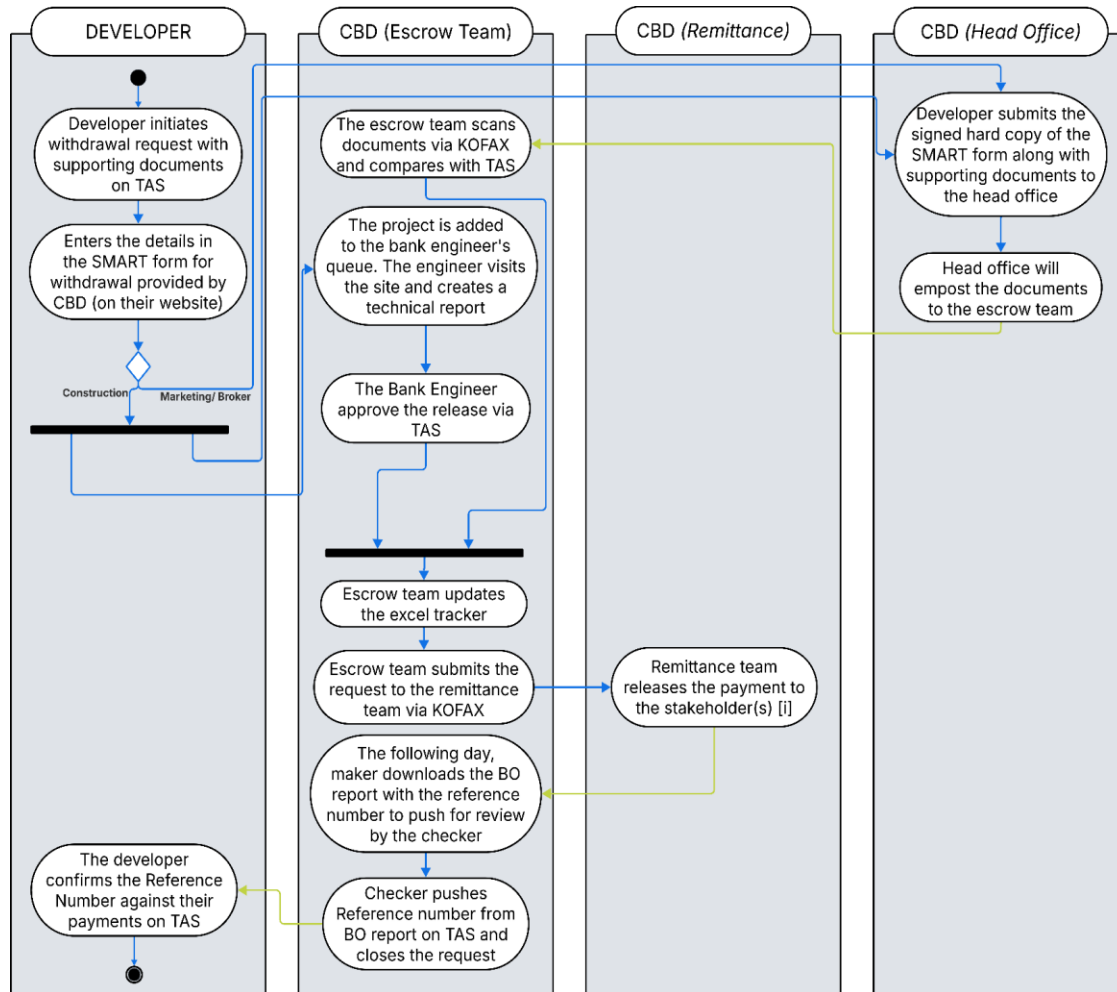 DEVELOPER
CBD (Escrow Team)
CBD (Remittance)
CBD (Head Office)
Developer initiates
withdrawal request with
supporting documents
on TAS
Enters the details in
the SMART form for
withdrawal provided by
CBD (on their website)
Construction
Marketing/ Broker
The escrow team scans
documents via KOFAX
and compares with TAS
The project is added
to the bank engineer's
queue. The engineer visits
the site and creates a
technical report
The Bank Engineer
approve the release via
TAS
Developer submits the
signed hard copy of the
SMART form along with
supporting documents to
the head office
Head office will
empost the documents
to the escrow team
Escrow team updates
the excel tracker
Escrow team submits the
request to the remittance
team via KOFAX
Remittance team
releases the payment to
the stakeholder(s) [i]
The following day,
maker downloads the BO
report with the reference
number to push for review
by the checker
Checker pushes
Reference number from
BO report on TAS and
closes the request
The developer
confirms the Reference
Number against their
payments on TAS